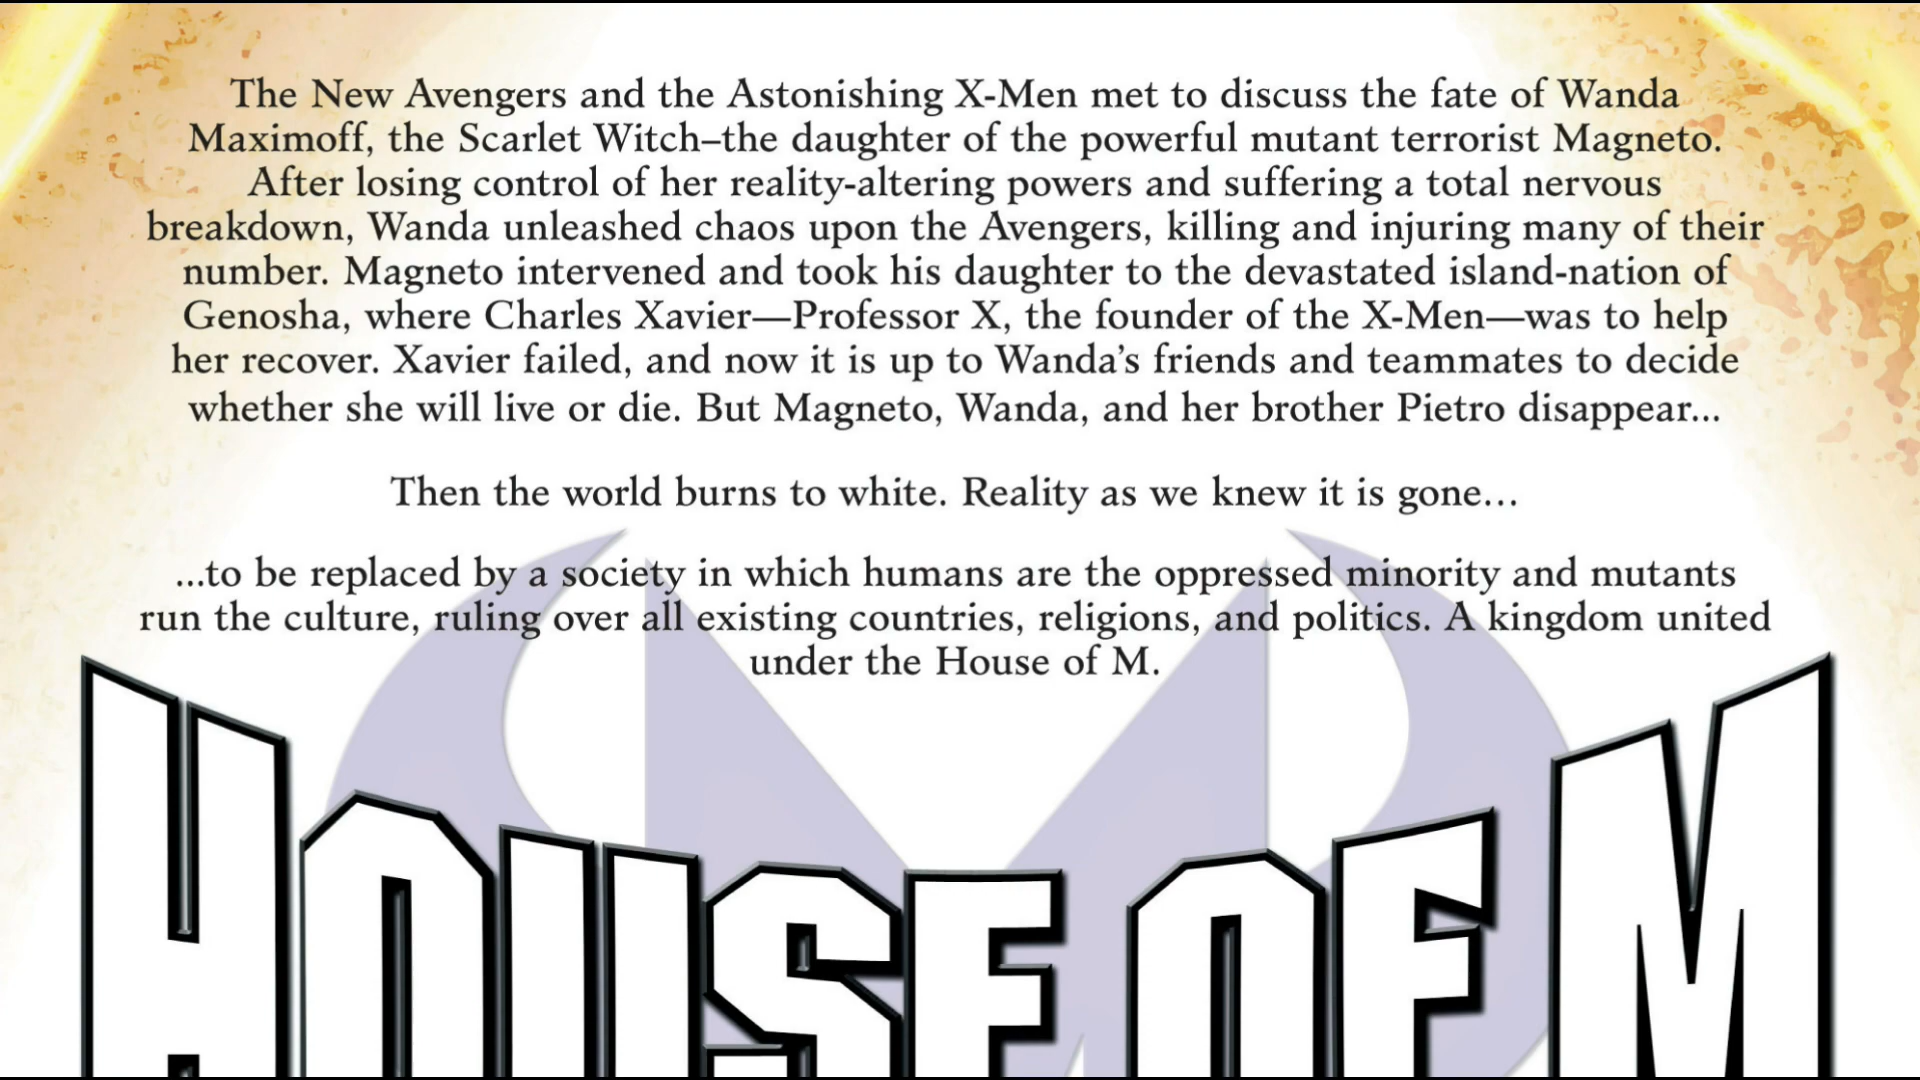 The New Avengers and the Astonishing X-Men met to discuss the fate of Wanda
Maximoff, the Scarlet Witch–the daughter of the powerful mutant terrorist Magneto.
After losing control of her reality-altering powers and suffering a total nervous
breakdown, Wanda unleashed chaos upon the Avengers, killing and injuring many of their
number. Magneto intervened and took his daughter to the devastated island-nation of
Genosha, where Charles Xavier—Professor X, the founder of the X-Men—was to help
her recover. Xavier failed, and now it is up to Wanda’s friends and teammates to decide
whether she will live or die. But Magneto, Wanda, and her brother Pietro disappear...
Then the world burns to white. Reality as we knew it is gone…
...to be replaced by a society in which humans are the oppressed minority and mutants
run the culture, ruling over all existing countries, religions, and politics. A kingdom united
under the House of M.
HOUSE OF M